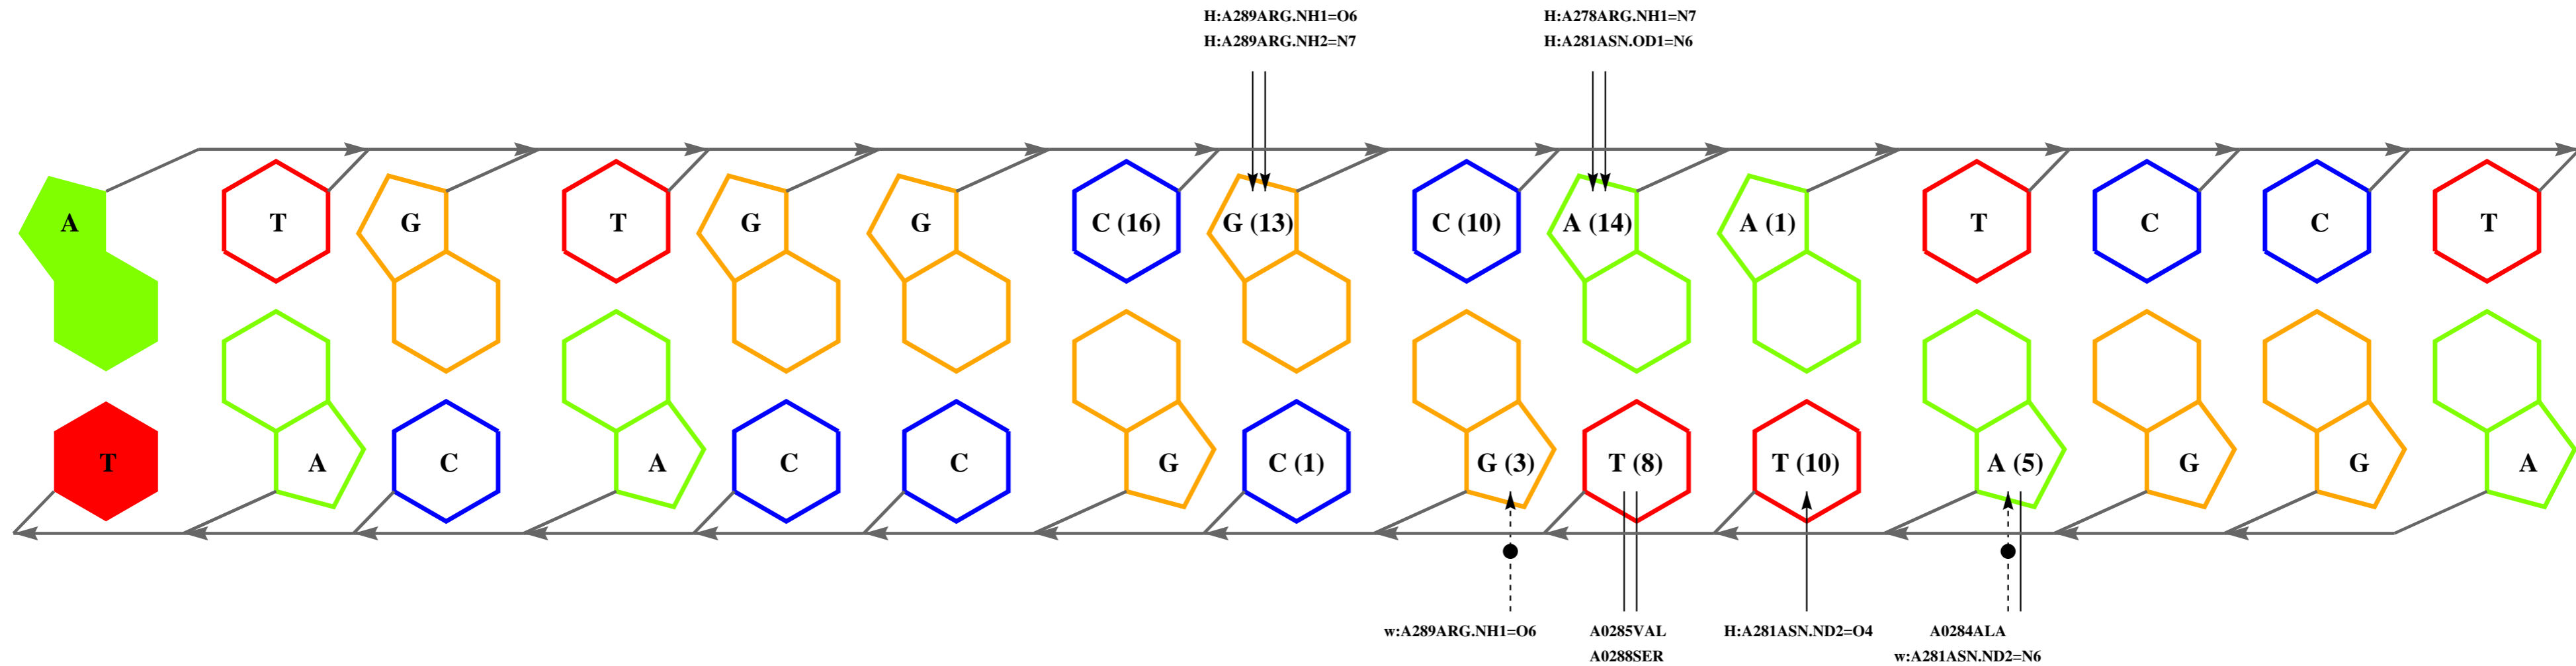 H:A289ARG.NH1=O6 H:A278ARG.NH1=N7
H:A289ARG.NH2=N7 H:A281ASN.OD1=N6
A T G T G G C (16) G (13) C (10) A (14) A (1) T C C T
T A C A C C G C (1) G (3) T (8) T (10) A (5) G G A
w:A289ARG.NH1=O6 A0285VAL H:A281ASN.ND2=O4 A0284ALA
A0288SER w:A281ASN.ND2=N6